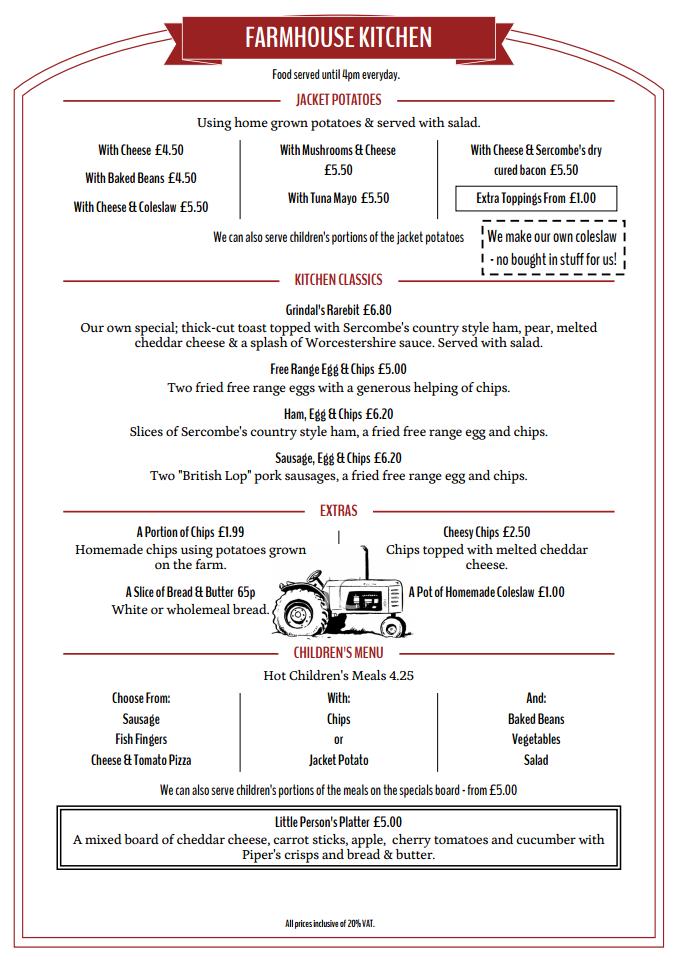 FARMHOUSE KITCHEN
Food served until 4pm everyday.
JACKET POTATOES
Using home grown potatoes & served with salad.
With Cheese £4.50
With Baked Beans £4.50
With Cheese & Coleslaw £5.50
With Mushrooms & Cheese
£5.50
With Tuna Mayo £5.50
With Cheese & Sercombe's dry
cured bacon £5.50
Extra Toppings From £1.00
We can also serve children's portions of the jacket potatoes
We make our own coleslaw
- no bought in stuff for us!
KITCHEN CLASSICS
Grindal's Rarebit £6.80
Our own special; thick-cut toast topped with Sercombe's country style ham, pear, melted
cheddar cheese & a splash of Worcestershire sauce. Served with salad.
Free Range Egg & Chips £5.00
Two fried free range eggs with a generous helping of chips.
Ham, Egg & Chips £6.20
Slices of Sercombe's country style ham, a fried free range egg and chips.
Sausage, Egg & Chips £6.20
Two "British Lop" pork sausages, a fried free range egg and chips.
EXTRAS
A Portion of Chips £1.99
Homemade chips using potatoes grown
on the farm.
A Slice of Bread & Butter 65p
White or wholemeal bread.
Cheesy Chips £2.50
Chips topped with melted cheddar
cheese.
A Pot of Homemade Coleslaw £1.00
CHILDREN'S MENU
Hot Children's Meals 4.25
Choose From:
Sausage
Fish Fingers
Cheese & Tomato Pizza
With:
Chips
or
Jacket Potato
And:
Baked Beans
Vegetables
Salad
We can also serve children's portions of the meals on the specials board - from £5.00
Little Person's Platter £5.00
A mixed board of cheddar cheese, carrot sticks, apple, cherry tomatoes and cucumber with
Piper's crisps and bread & butter.
All prices inclusive of 20% VAT.